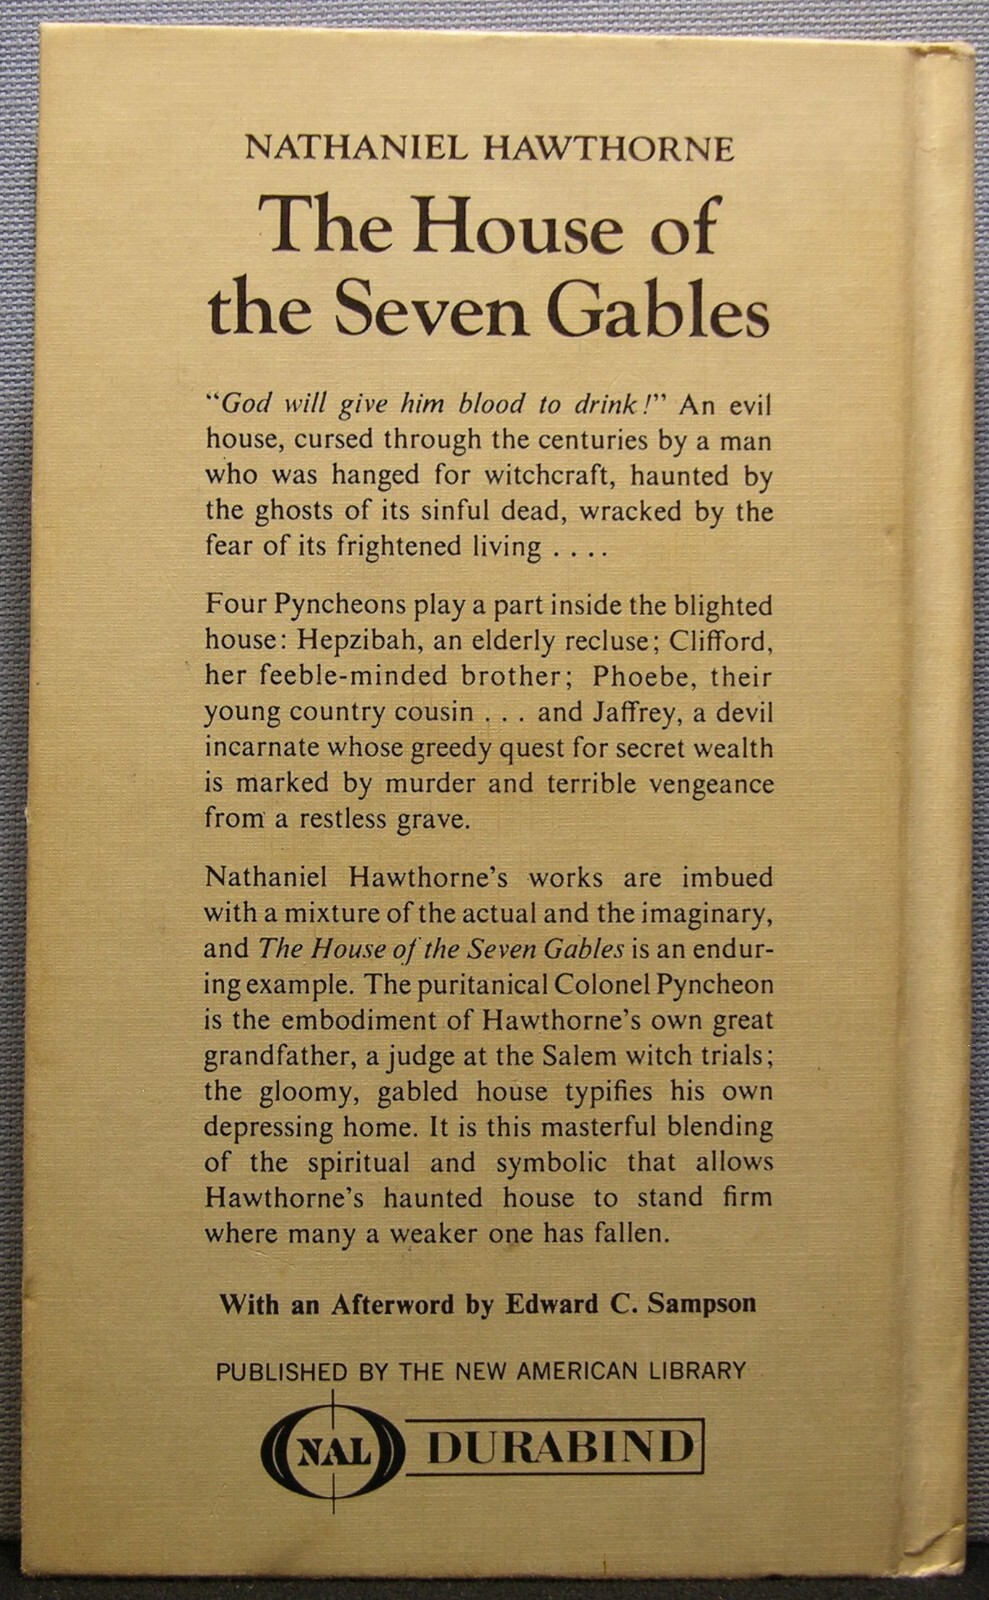 NATHANIEL HAWTHORNE
The House of
the Seven Gables
“God will give him blood to drink!” An evil
house, cursed through the centuries by a man
who was hanged for witchcraft, haunted by
the ghosts of its sinful dead, wracked by the
fear of its frightened living . . . .
Four Pyncheons play a part inside the blighted
house: Hepzibah, an elderly recluse; Clifford,
her feeble-minded brother; Phoebe, their
young country cousin . . . and Jaffrey, a devil
incarnate whose greedy quest for secret wealth
is marked by murder and terrible vengeance
from a restless grave.
Nathaniel Hawthorne’s works are imbued
with a mixture of the actual and the imaginary,
and The House of the Seven Gables is an endur-
ing example. The puritanical Colonel Pyncheon
is the embodiment of Hawthorne’s own great
grandfather, a judge at the Salem witch trials;
the gloomy, gabled house typifies his own
depressing home. It is this masterful blending
of the spiritual and symbolic that allows
Hawthorne’s haunted house to stand firm
where many a weaker one has fallen.
With an Afterword by Edward C. Sampson
PUBLISHED BY THE NEW AMERICAN LIBRARY
NAL DURABIND